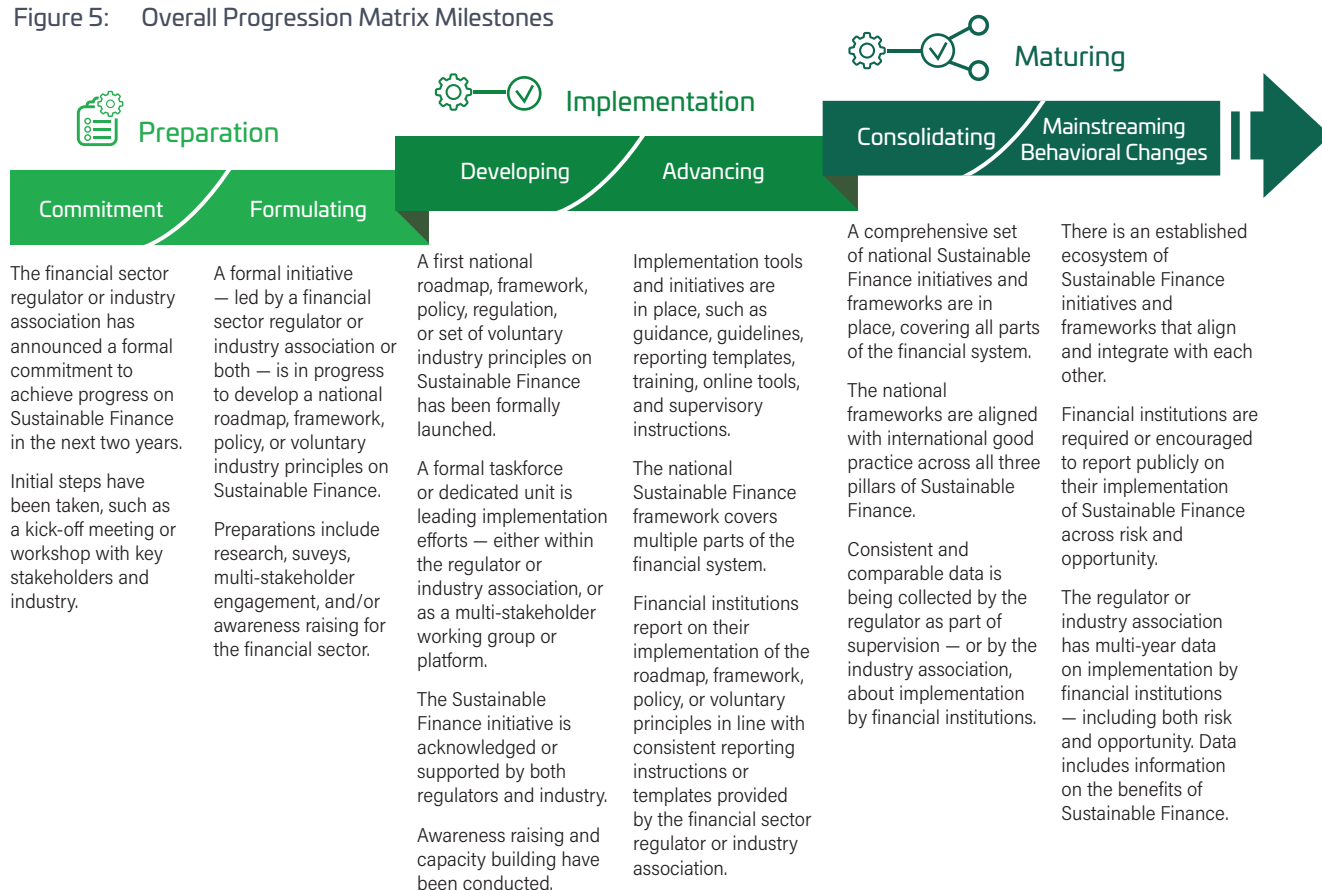 Figure 5: Overall Progression Matrix Milestones
Preparation
Commitment
Formulating
The financial sector
regulator or industry
association has
announced a formal
commitment to
achieve progress on
Sustainable Finance
in the next two years.
Initial steps have
been taken, such as
a kick-off meeting or
workshop with key
stakeholders and
industry.
A formal initiative
— led by a financial
sector regulator or
industry association or
both — is in progress
to develop a national
roadmap, framework,
policy, or voluntary
industry principles on
Sustainable Finance.
Preparations include
research, suveys,
multi-stakeholder
engagement, and/or
awareness raising for
the financial sector.
Implementation
Developing
Advancing
A first national
roadmap, framework,
policy, regulation,
or set of voluntary
industry principles on
Sustainable Finance
has been formally
launched.
A formal taskforce
or dedicated unit is
leading implementation
efforts — either within
the regulator or
industry association, or
as a multi-stakeholder
working group or
platform.
The Sustainable
Finance initiative is
acknowledged or
supported by both
regulators and industry.
Awareness raising and
capacity building have
been conducted.
Implementation tools
and initiatives are
in place, such as
guidance, guidelines,
reporting templates,
training, online tools,
and supervisory
instructions.
The national
Sustainable Finance
framework covers
multiple parts of the
financial system.
Financial institutions
report on their
implementation of the
roadmap, framework,
policy, or voluntary
principles in line with
consistent reporting
instructions or
templates provided
by the financial sector
regulator or industry
association.
Maturing
Consolidating
Mainstreaming
Behavioral Changes
A comprehensive set
of national Sustainable
Finance initiatives and
frameworks are in
place, covering all parts
of the financial system.
The national
frameworks are aligned
with international good
practice across all three
pillars of Sustainable
Finance.
Consistent and
comparable data is
being collected by the
regulator as part of
supervision — or by the
industry association,
about implementation
by financial institutions.
There is an established
ecosystem of
Sustainable Finance
initiatives and
frameworks that align
and integrate with each
other.
Financial institutions are
required or encouraged
to report publicly on
their implementation
of Sustainable Finance
across risk and
opportunity.
The regulator or
industry association
has multi-year data
on implementation by
financial institutions
— including both risk
and opportunity. Data
includes information
on the benefits of
Sustainable Finance.